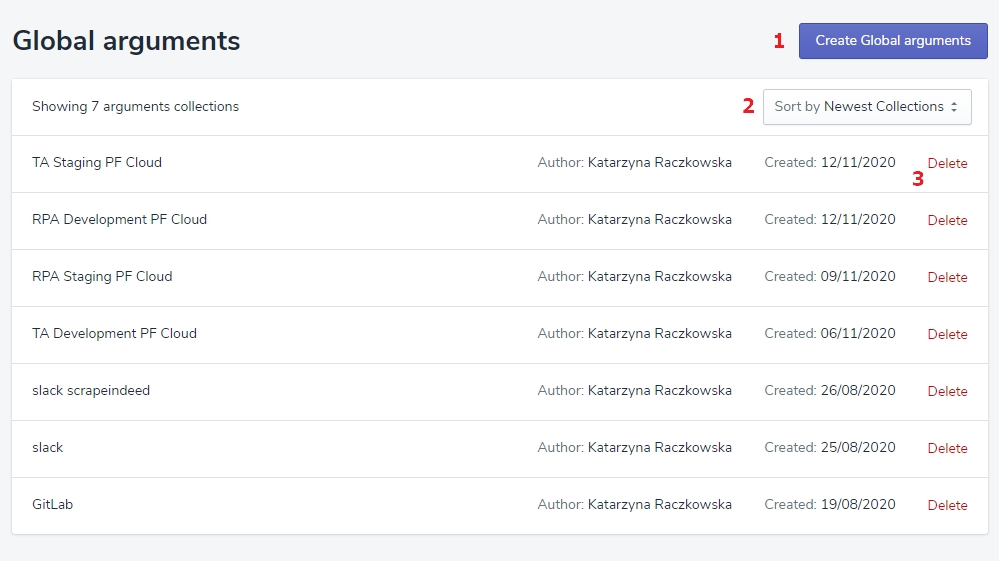 Global arguments
1 Create Global arguments
Showing 7 arguments collections
2 Sort by Newest Collections
TA Staging PF Cloud Author: Katarzyna Raczkowska Created: 12/11/2020 Delete
3
RPA Development PF Cloud Author: Katarzyna Raczkowska Created: 12/11/2020 Delete
RPA Staging PF Cloud Author: Katarzyna Raczkowska Created: 09/11/2020 Delete
TA Development PF Cloud Author: Katarzyna Raczkowska Created: 06/11/2020 Delete
slack scrapeindeed Author: Katarzyna Raczkowska Created: 26/08/2020 Delete
slack Author: Katarzyna Raczkowska Created: 25/08/2020 Delete
GitLab Author: Katarzyna Raczkowska Created: 19/08/2020 Delete